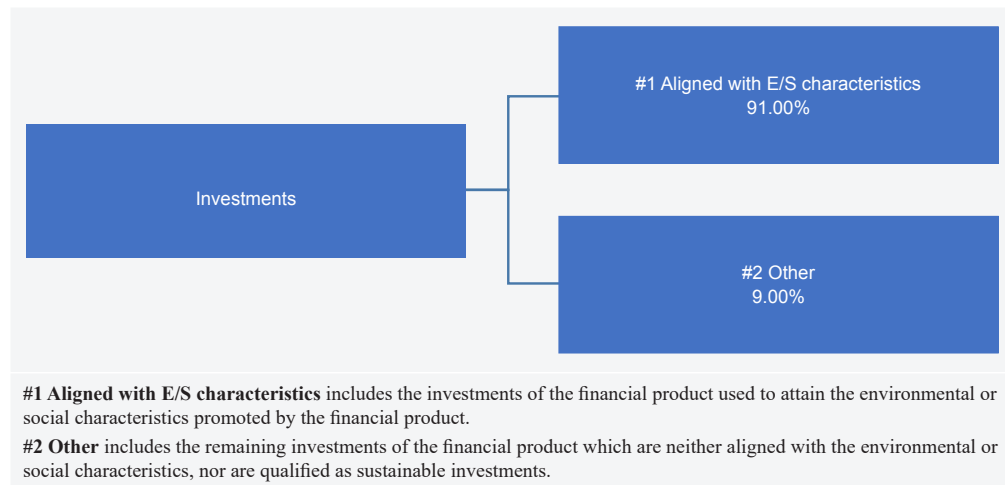 #1 Aligned with E/S characteristics
91.00%
Investments
#2 Other
9.00%
#1 Aligned with E/S characteristics includes the investments of the financial product used to attain the environmental or
social characteristics promoted by the financial product.
#2 Other includes the remaining investments of the financial product which are neither aligned with the environmental or
social characteristics, nor are qualified as sustainable investments.